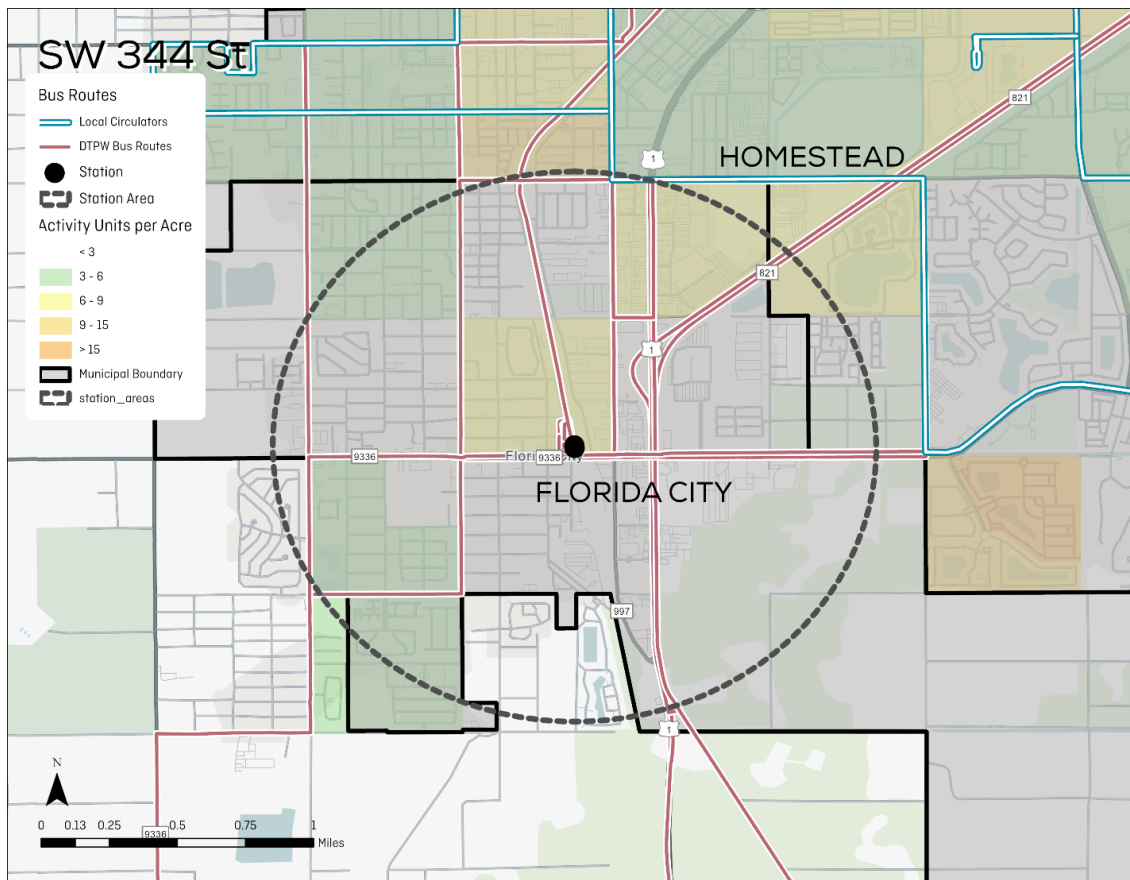 SW 344 St
Bus Routes
Local Circulators
DTPW Bus Routes
Station
Station Area
Activity Units per Acre
< 3
3 - 6
6 - 9
9 - 15
> 15
Municipal Boundary
station_areas
821
1
HOMESTEAD
821
1
9336
9336
FLORIDA CITY
997
1
N
0 0.13 0.25 0.5 0.75 1
9336
Miles